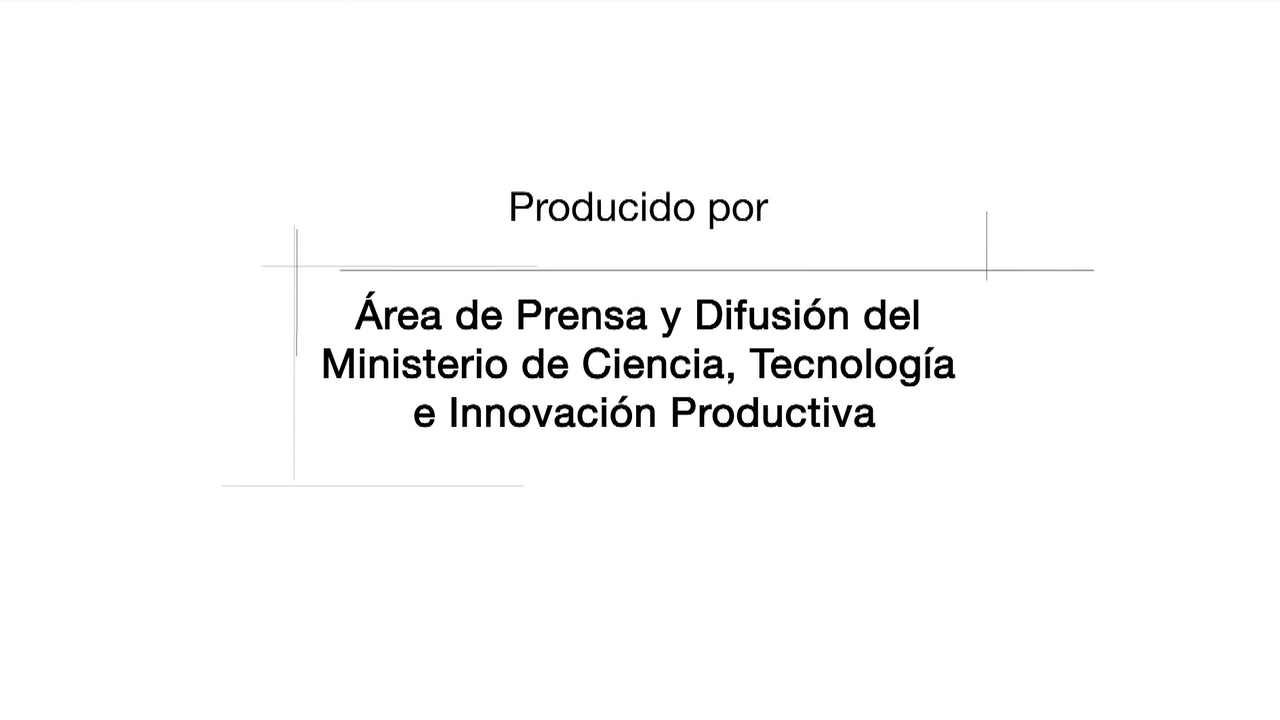 Producido por
Área de Prensa y Difusión del
Ministerio de Ciencia, Tecnología
e Innovación Productiva